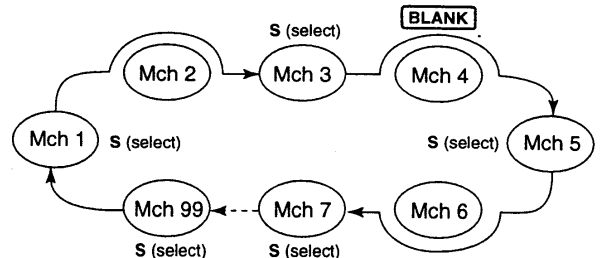 BLANK
S (select)
Mch 2
Mch 3
Mch 4
Mch 1
S (select)
S (select)
Mch 5
Mch 99
Mch 7
Mch 6
S (select)
S (select)